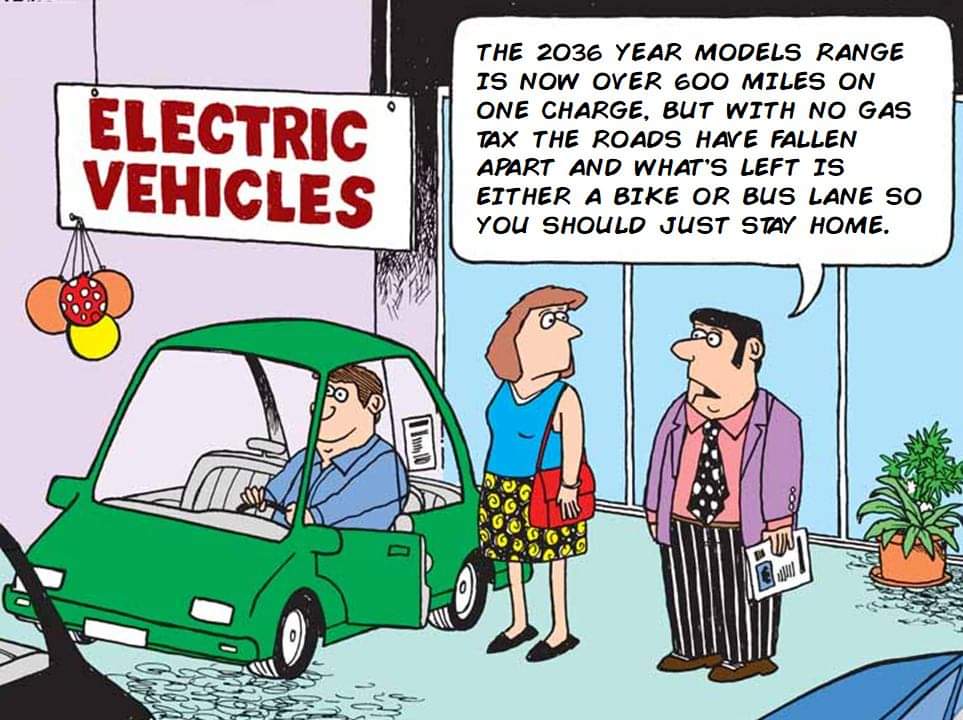 ELECTRIC
VEHICLES
THE 2036 YEAR MODELS RANGE
IS NOW OVER 600 MILES ON
ONE CHARGE, BUT WITH NO GAS
TAX THE ROADS HAVE FALLEN
APART AND WHAT'S LEFT IS
EITHER A BIKE OR BUS LANE SO
YOU SHOULD JUST STAY HOME.